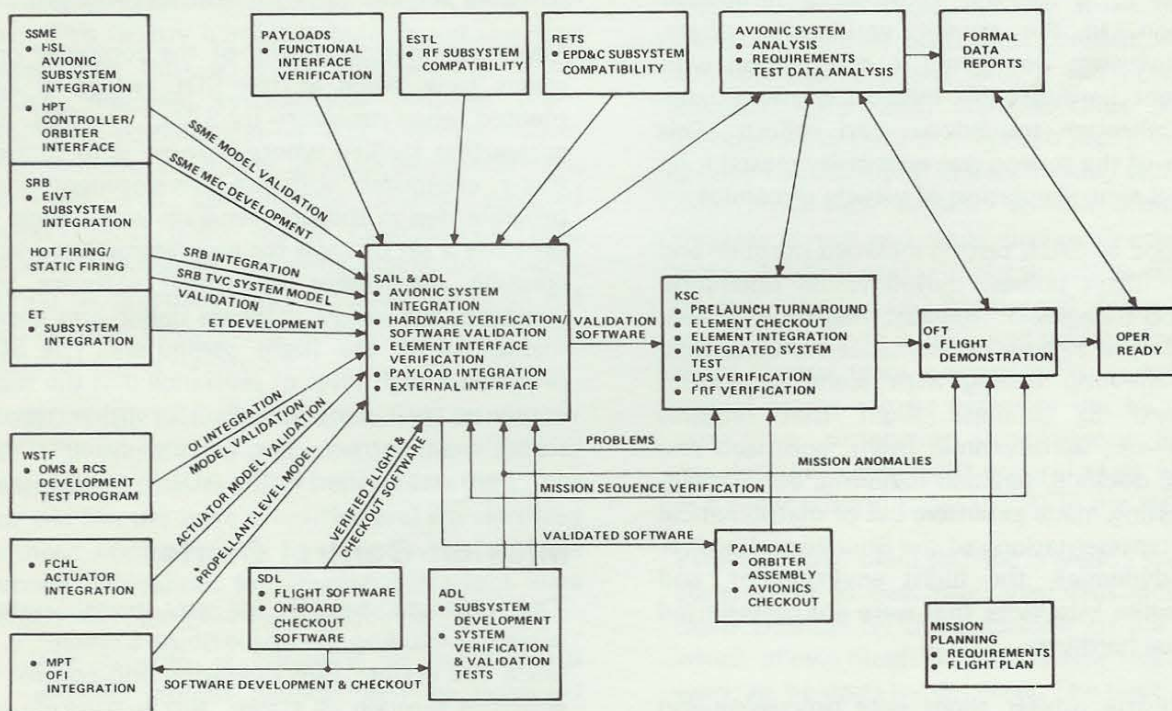 SSME
• HSL
AVIONIC
SUBSYSTEM
INTEGRATION
• HPT
CONTROLLER/
ORBITER
INTERFACE
SRB
• EIVT
SUBSYSTEM
INTEGRATION
HOT FIRING/
STATIC FIRING
ET
• SUBSYSTEM
INTEGRATION
WSTF
• OMS & RCS
DEVELOPMENT
TEST PROGRAM
• FCHL
ACTUATOR
INTEGRATION
• MPT
OFI
INTEGRATION
PAYLOADS
• FUNCTIONAL
INTERFACE
VERIFICATION
ESTL
• RF SUBSYSTEM
COMPATIBILITY
RETS
• EPD&C SUBSYSTEM
COMPATIBILITY
AVIONIC SYSTEM
• ANALYSIS
• REQUIREMENTS
TEST DATA ANALYSIS
FORMAL
DATA
REPORTS
SSME MODEL VALIDATION
SSME MEC DEVELOPMENT
SRB INTEGRATION
SRB TVC SYSTEM MODEL
VALIDATION
ET DEVELOPMENT
OI INTEGRATION
MODEL VALIDATION
ACTUATOR MODEL VALIDATION
PROPELLANT-LEVEL MODEL
VERIFIED FLIGHT &
CHECKOUT SOFTWARE
SAIL & ADL
• AVIONIC SYSTEM
INTEGRATION
• HARDWARE VERIFICATION/
SOFTWARE VALIDATION
• ELEMENT INTERFACE
VERIFICATION
• PAYLOAD INTEGRATION
• EXTERNAL INTERFACE
VALIDATION
SOFTWARE
KSC
• PRELAUNCH TURNAROUND
• ELEMENT CHECKOUT
• ELEMENT INTEGRATION
• INTEGRATED SYSTEM
TEST
• LPS VERIFICATION
• FRF VERIFICATION
OFT
• FLIGHT
DEMONSTRATION
OPER
READY
PROBLEMS
MISSION ANOMALIES
MISSION SEQUENCE VERIFICATION
VALIDATED SOFTWARE
SDL
• FLIGHT SOFTWARE
• ON-BOARD
CHECKOUT
SOFTWARE
SOFTWARE DEVELOPMENT & CHECKOUT
ADL
• SUBSYSTEM
DEVELOPMENT
• SYSTEM
VERIFICATION
& VALIDATION
TESTS
PALMDALE
• ORBITER
ASSEMBLY
• AVIONICS
CHECKOUT
MISSION
PLANNING
• REQUIREMENTS
• FLIGHT PLAN